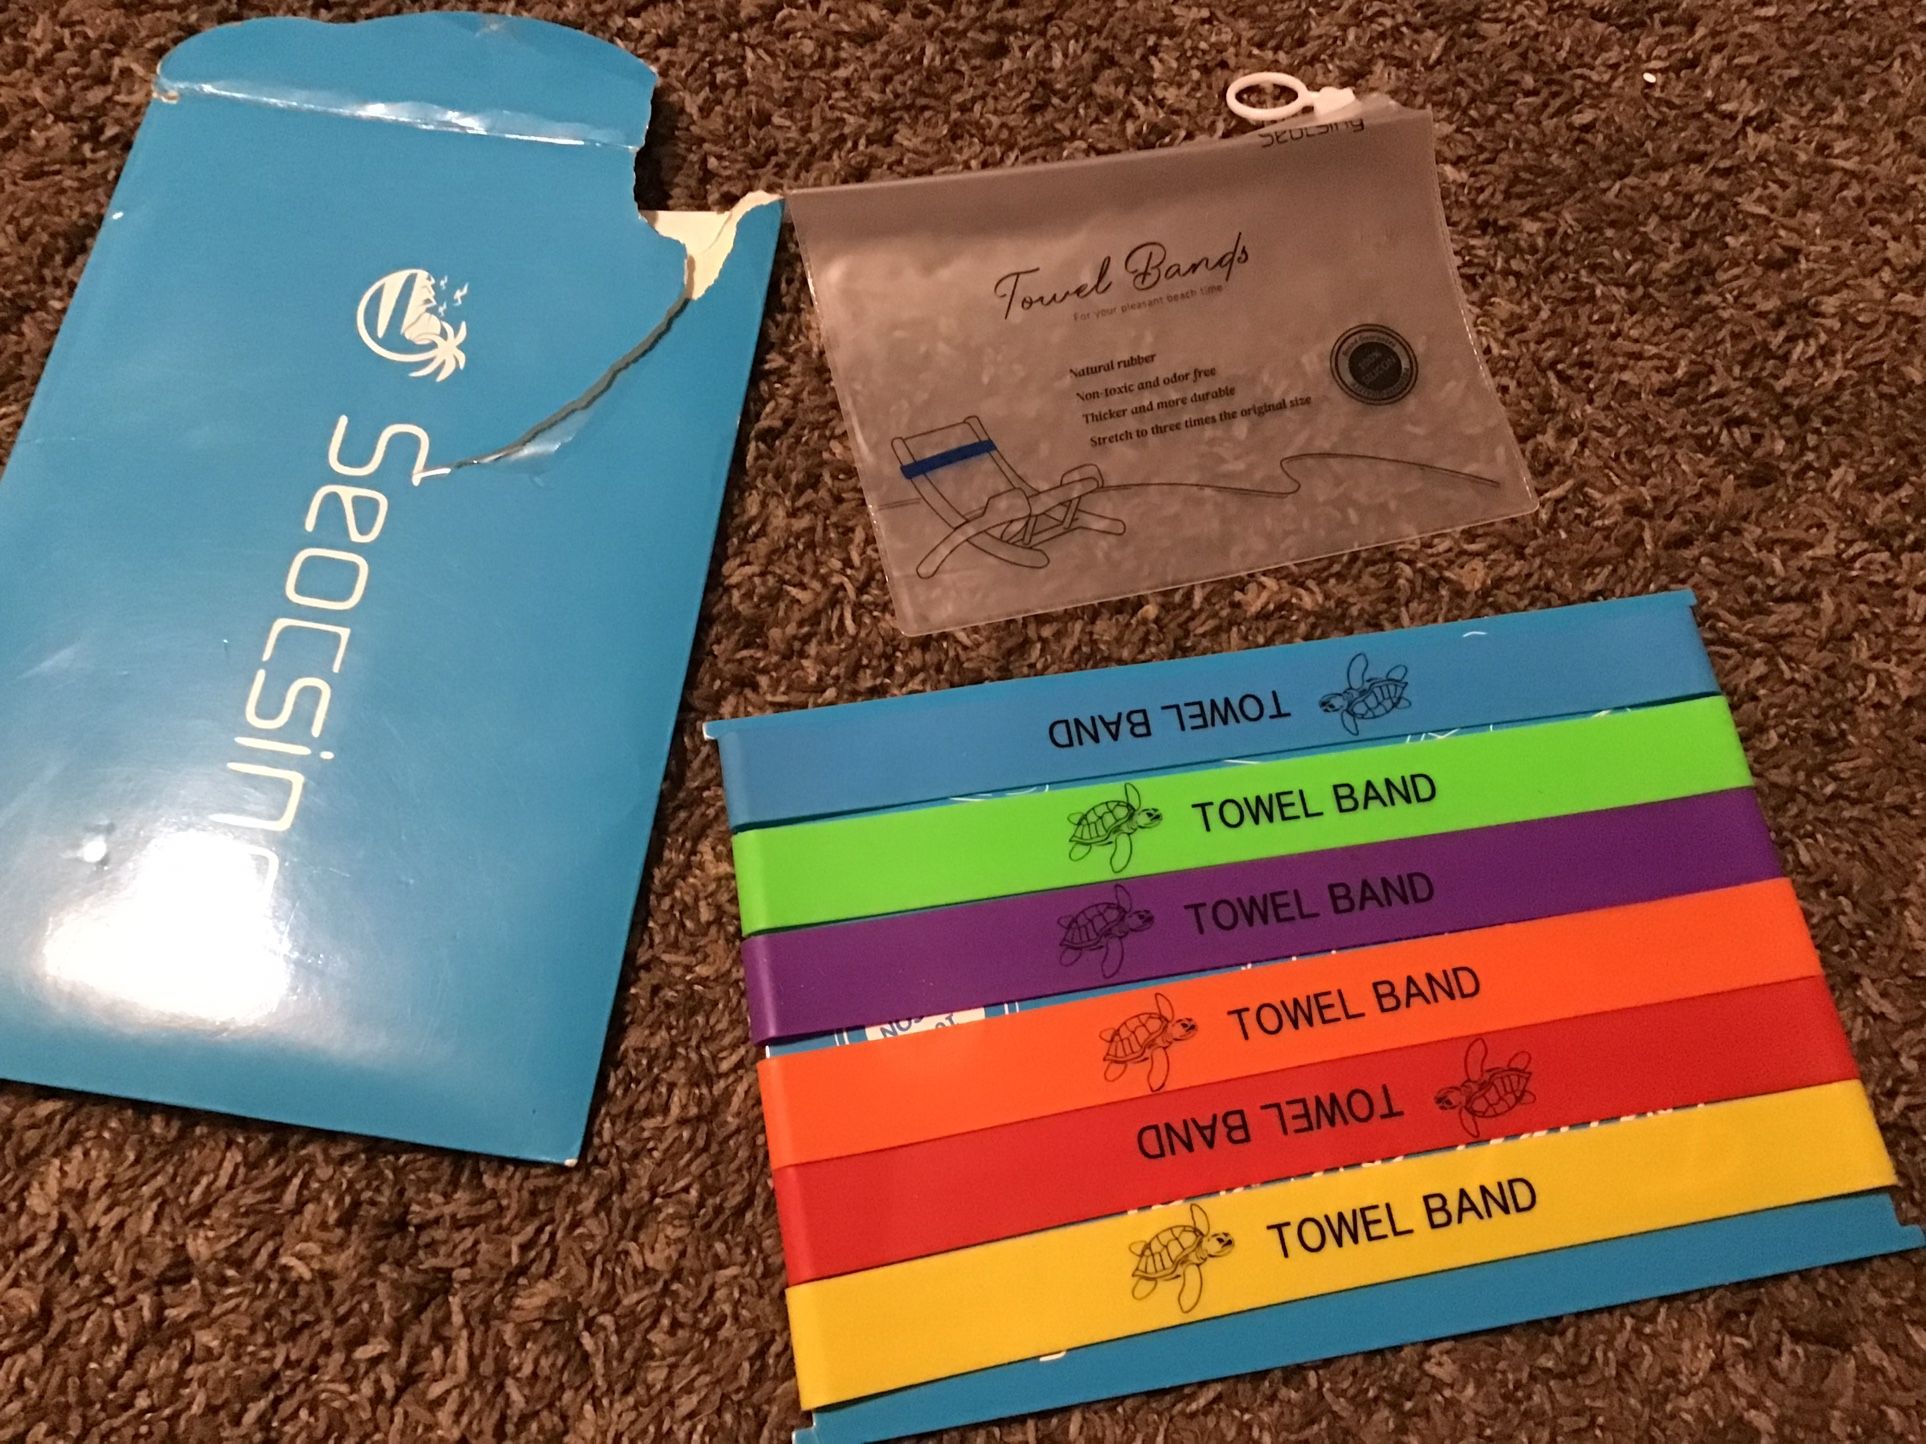 Seocsing
Seocsing
Towel Bands
For your pleasant beach time
Natural rubber
Non-toxic and odor free
Thicker and more durable
Stretch to three times the original size
100%
TOWEL BAND
TOWEL BAND
TOWEL BAND
TOWEL BAND
TOWEL BAND
TOWEL BAND